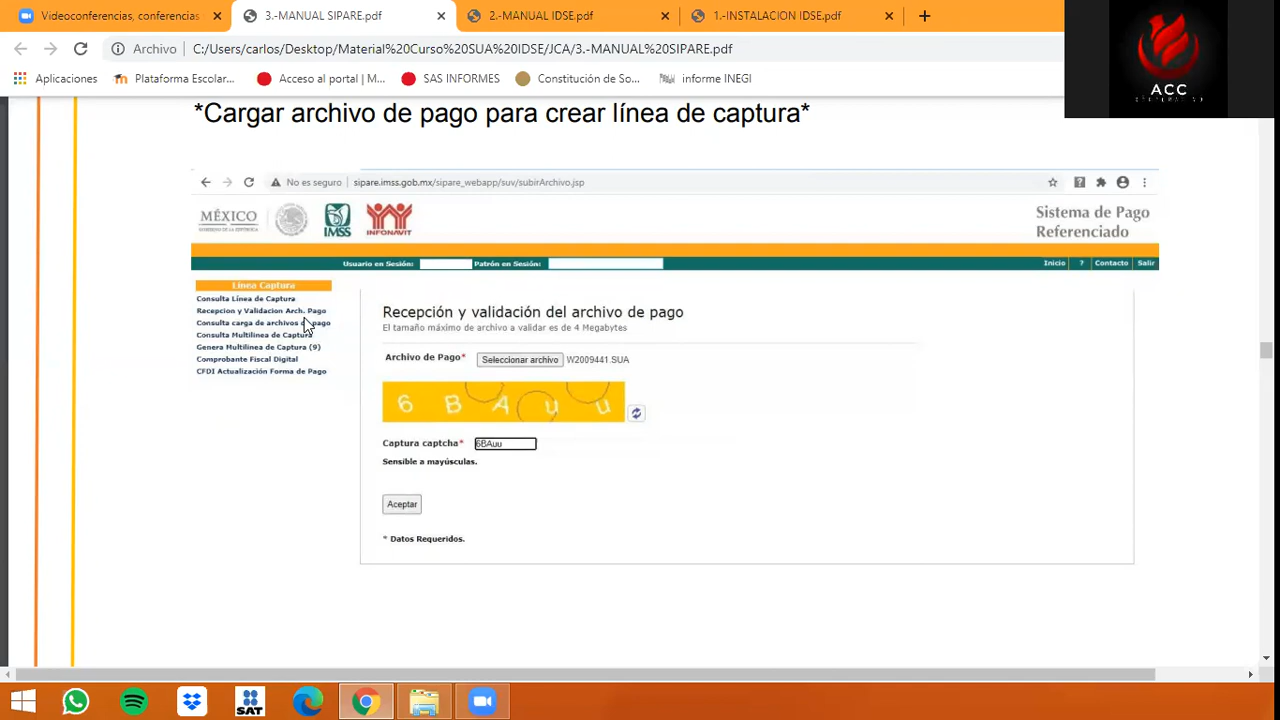 Videoconferencias, conferencias
3.-MANUAL SIPARE.pdf
2.-MANUAL IDSE.pdf
1.-INSTALACION IDSE.pdf
Archivo
C:/Users/carlos/Desktop/Material%20Curso%20SUA%20IDSE/JCA/3.-MANUAL%20SIPARE.pdf
Aplicaciones
Plataforma Escolar...
Acceso al portal | M...
SAS INFORMES
Constitución de So...
informe INEGI
ACC
*Cargar archivo de pago para crear línea de captura*
No es seguro | sipare.imss.gob.mx/sipare_webapp/suv/subirArchivo.jsp
MÉXICO
GOBIERNO DE LA REPÚBLICA
IMSS
INFONAVIT
Sistema de Pago
Referenciado
Usuario en Sesión:
Patrón en Sesión:
Inicio
?
Contacto
Salir
Línea Captura
Consulta Línea de Captura
Recepcion y Validacion Arch. Pago
Consulta carga de archivos de pago
Consulta Multilínea de Captura
Genera Multilínea de Captura (9)
Comprobante Fiscal Digital
CFDI Actualización Forma de Pago
Recepción y validación del archivo de pago
El tamaño máximo de archivo a validar es de 4 Megabytes
Archivo de Pago*
Seleccionar archivo
W2009441.SUA
6 B A u u
Captura captcha*
6BAuu
Sensible a mayúsculas.
Aceptar
* Datos Requeridos.
SAT